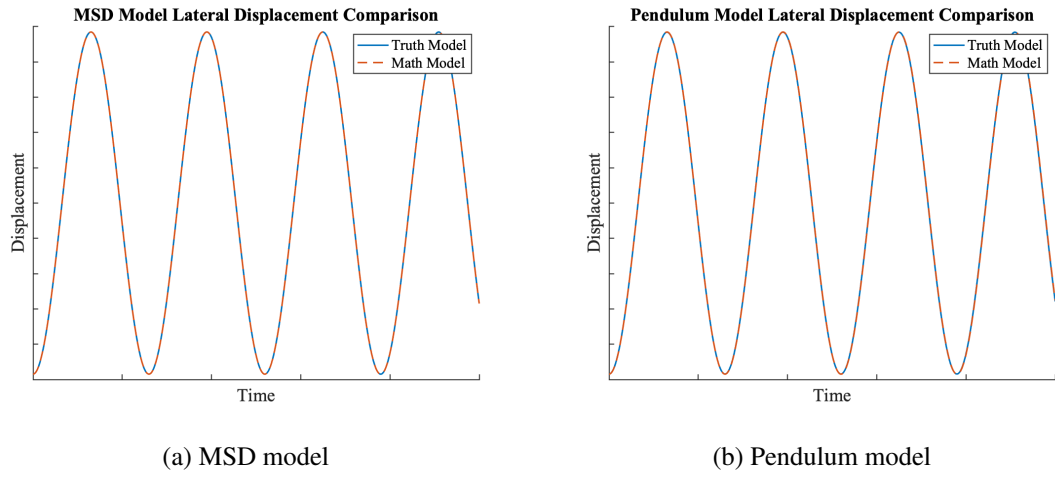 MSD Model Lateral Displacement Comparison
Truth Model
Math Model
Displacement
Time
(a) MSD model
Pendulum Model Lateral Displacement Comparison
Truth Model
Math Model
Displacement
Time
(b) Pendulum model